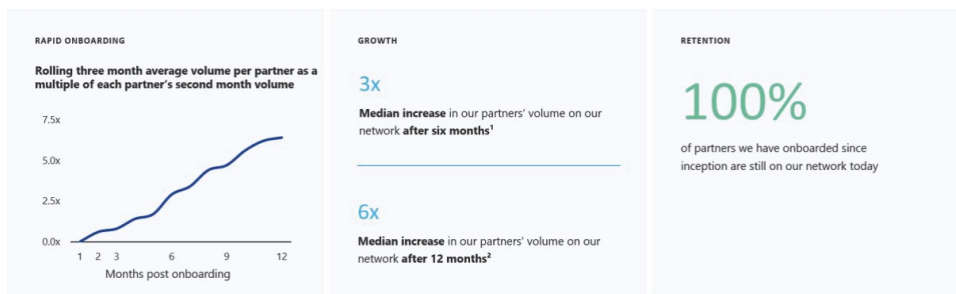 RAPID ONBOARDING
Rolling three month average volume per partner as a
multiple of each partner's second month volume
7.5x
5.0x
2.5x
0.0x
1 2 3 6 9 12
Months post onboarding
GROWTH
3x
Median increase in our partners' volume on our
network after six months¹
6x
Median increase in our partners' volume on our
network after 12 months²
RETENTION
100%
of partners we have onboarded since
inception are still on our network today